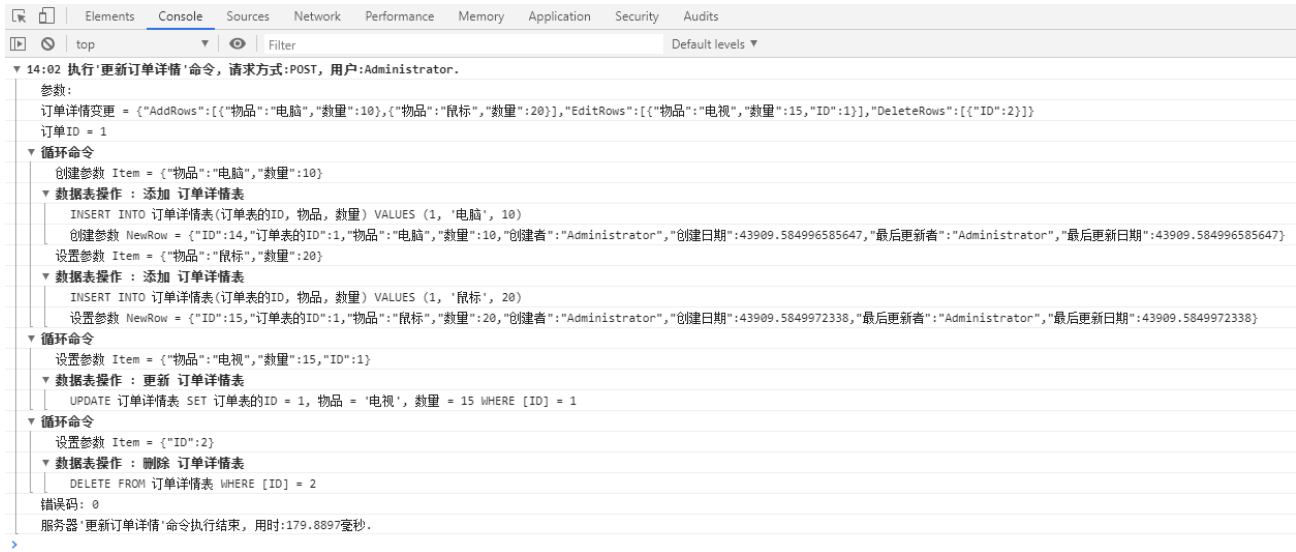 Elements Console Sources Network Performance Memory Application Security Audits
top Filter Default levels
14:02 执行'更新订单详情'命令，请求方式:POST，用户:Administrator.
参数:
订单详情变更 = {"AddRows":[{"物品":"电脑","数量":10},{"物品":"鼠标","数量":20}],"EditRows":[{"物品":"电视","数量":15,"ID":1}],"DeleteRows":[{"ID":2}]}
订单ID = 1
循环命令
创建参数 Item = {"物品":"电脑","数量":10}
数据表操作 : 添加 订单详情表
INSERT INTO 订单详情表(订单表的ID, 物品, 数量) VALUES (1, '电脑', 10)
创建参数 NewRow = {"ID":14,"订单表的ID":1,"物品":"电脑","数量":10,"创建者":"Administrator","创建日期":43909.584996585647,"最后更新者":"Administrator","最后更新日期":43909.584996585647}
设置参数 Item = {"物品":"鼠标","数量":20}
数据表操作 : 添加 订单详情表
INSERT INTO 订单详情表(订单表的ID, 物品, 数量) VALUES (1, '鼠标', 20)
设置参数 NewRow = {"ID":15,"订单表的ID":1,"物品":"鼠标","数量":20,"创建者":"Administrator","创建日期":43909.5849972338,"最后更新者":"Administrator","最后更新日期":43909.5849972338}
循环命令
设置参数 Item = {"物品":"电视","数量":15,"ID":1}
数据表操作 : 更新 订单详情表
UPDATE 订单详情表 SET 订单表的ID = 1, 物品 = '电视', 数量 = 15 WHERE [ID] = 1
循环命令
设置参数 Item = {"ID":2}
数据表操作 : 删除 订单详情表
DELETE FROM 订单详情表 WHERE [ID] = 2
错误码: 0
服务器'更新订单详情'命令执行结束, 用时:179.8897毫秒.